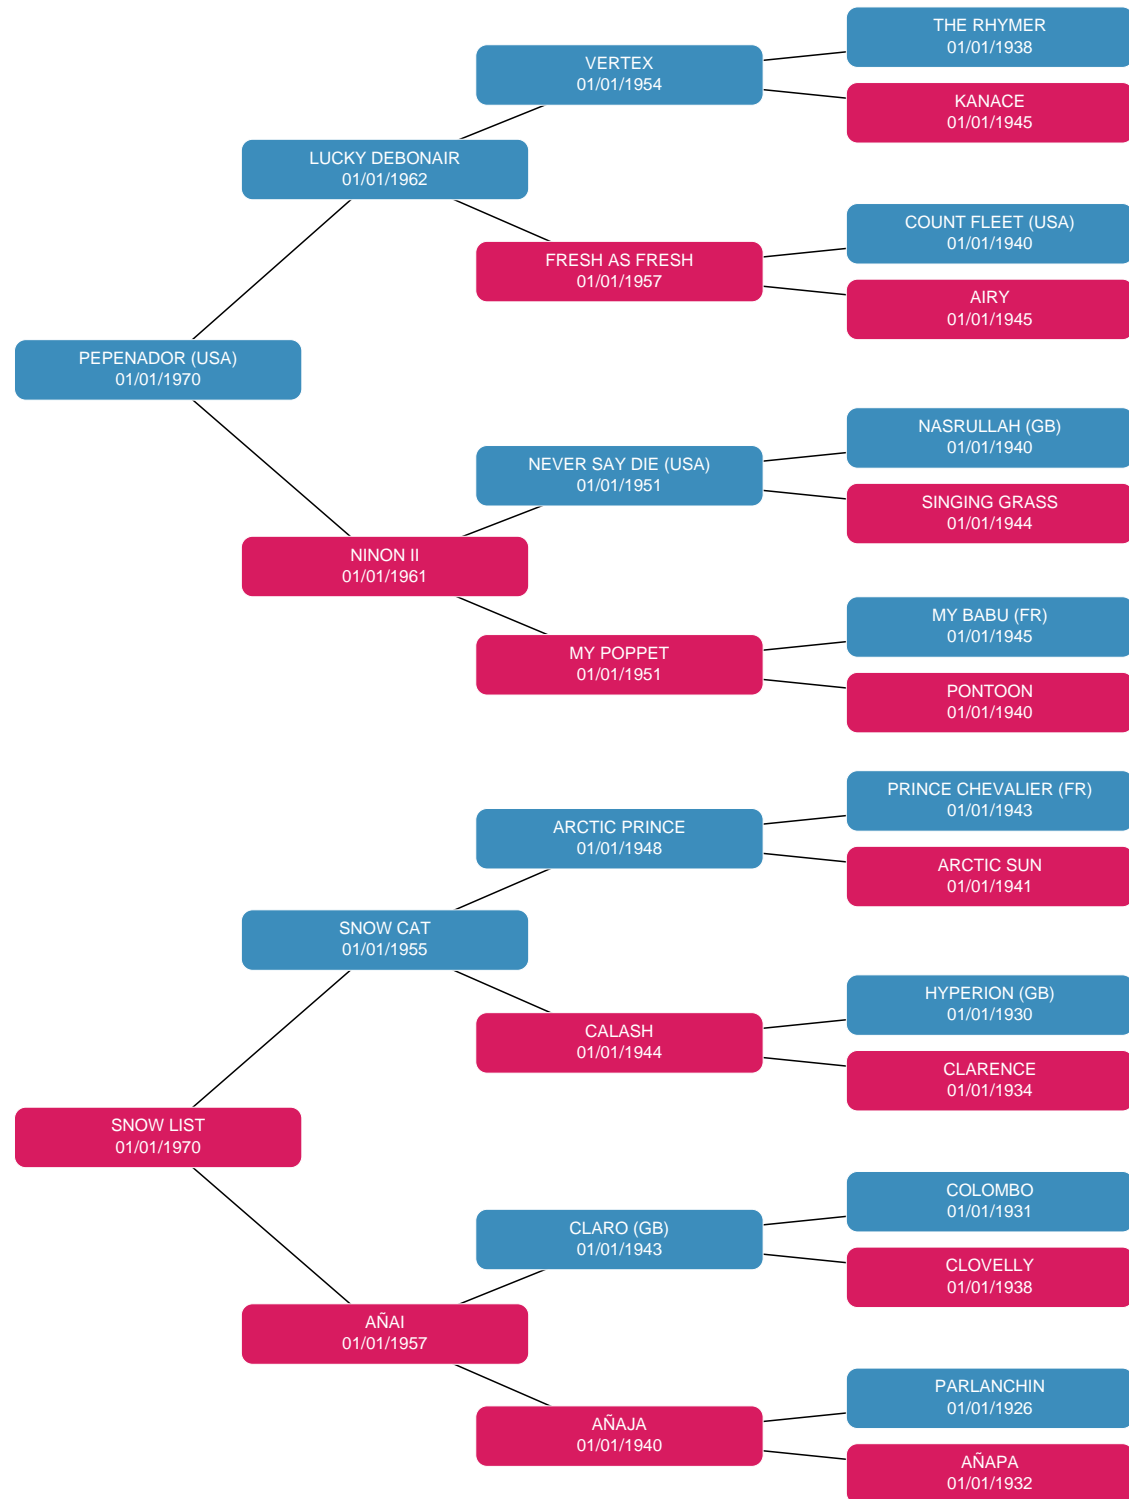 THE RHYMER
01/01/1938
VERTEX
01/01/1954
KANACE
01/01/1945
LUCKY DEBONAIR
01/01/1962
COUNT FLEET (USA)
01/01/1940
FRESH AS FRESH
01/01/1957
AIRY
01/01/1945
PEPENADOR (USA)
01/01/1970
NASRULLAH (GB)
01/01/1940
NEVER SAY DIE (USA)
01/01/1951
SINGING GRASS
01/01/1944
NINON II
01/01/1961
MY BABU (FR)
01/01/1945
MY POPPET
01/01/1951
PONTOON
01/01/1940
PRINCE CHEVALIER (FR)
01/01/1943
ARCTIC PRINCE
01/01/1948
ARCTIC SUN
01/01/1941
SNOW CAT
01/01/1955
HYPERION (GB)
01/01/1930
CALASH
01/01/1944
CLARENCE
01/01/1934
SNOW LIST
01/01/1970
COLOMBO
01/01/1931
CLARO (GB)
01/01/1943
CLOVELLY
01/01/1938
AÑAI
01/01/1957
PARLANCHIN
01/01/1926
AÑAJA
01/01/1940
AÑAPA
01/01/1932